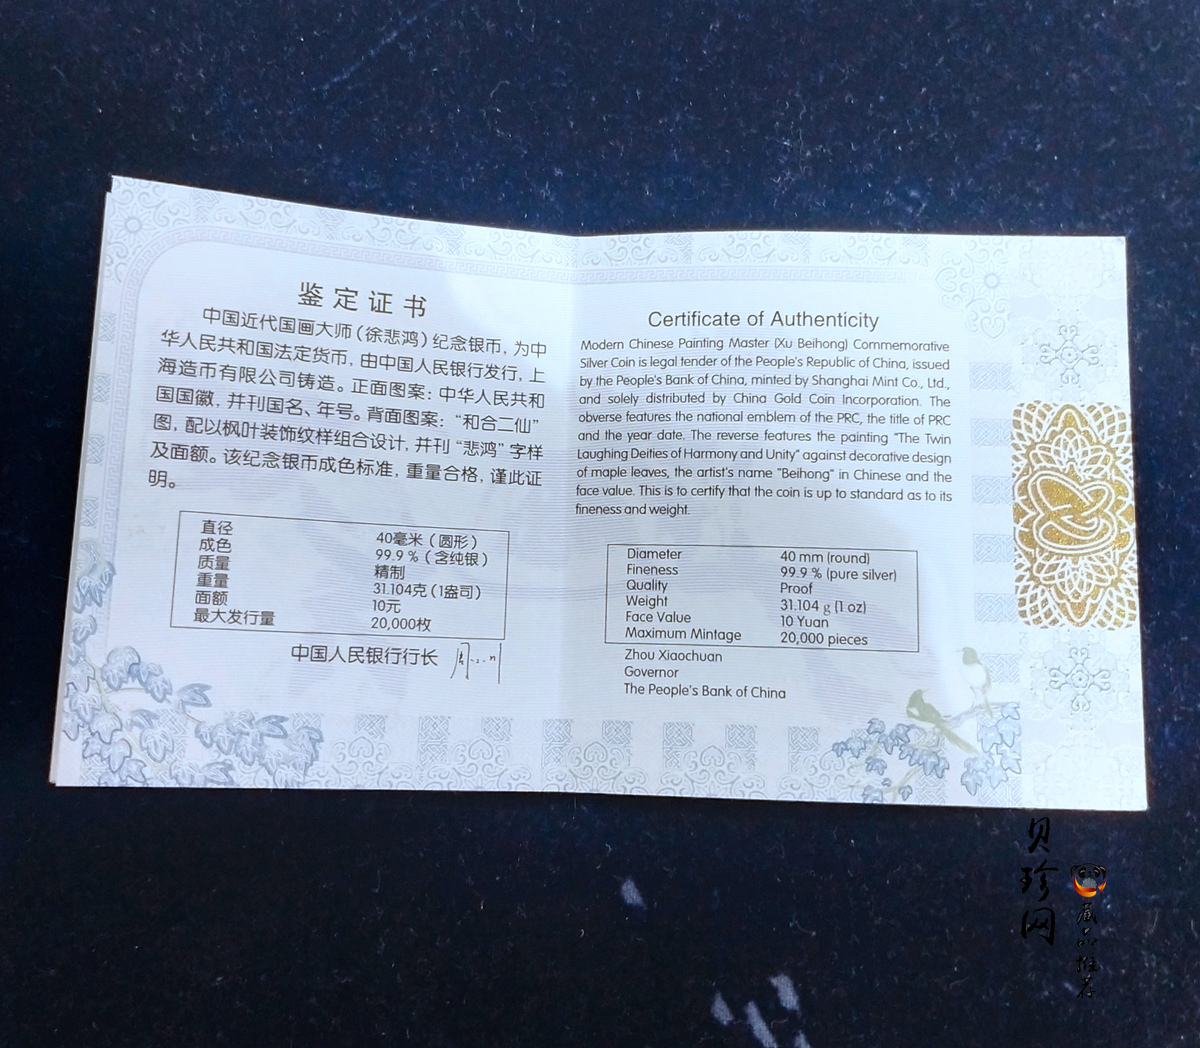 鉴定证书
中国近代国画大师（徐悲鸿）纪念银币，为中
华人民共和国法定货币，由中国人民银行发行，上
海造币有限公司铸造。正面图案：中华人民共和
国国徽，并刊国名、年号。背面图案：“和合二仙”
图，配以枫叶装饰纹样组合设计，并刊“悲鸿”字样
及面额。该纪念银币成色标准，重量合格，谨此证
明。
直径 40毫米（圆形）
成色 99.9％（含纯银）
质量 精制
重量 31.104克（1盎司）
面额 10元
最大发行量 20,000枚
中国人民银行行长
Certificate of Authenticity
Modern Chinese Painting Master (Xu Beihong) Commemorative
Silver Coin is legal tender of the People's Republic of China, issued
by the People's Bank of China, minted by Shanghai Mint Co., Ltd.,
and solely distributed by China Gold Coin Incorporation. The
obverse features the national emblem of the PRC, the title of PRC
and the year date. The reverse features the painting "The Twin
Laughing Deities of Harmony and Unity" against decorative design
of maple leaves, the artist's name "Beihong" in Chinese and the
face value. This is to certify that the coin is up to standard as to its
fineness and weight.
Diameter 40 mm (round)
Fineness 99.9 % (pure silver)
Quality Proof
Weight 31.104 g (1 oz)
Face Value 10 Yuan
Maximum Mintage 20,000 pieces
Zhou Xiaochuan
Governor
The People's Bank of China
贝珍网
藏品推荐